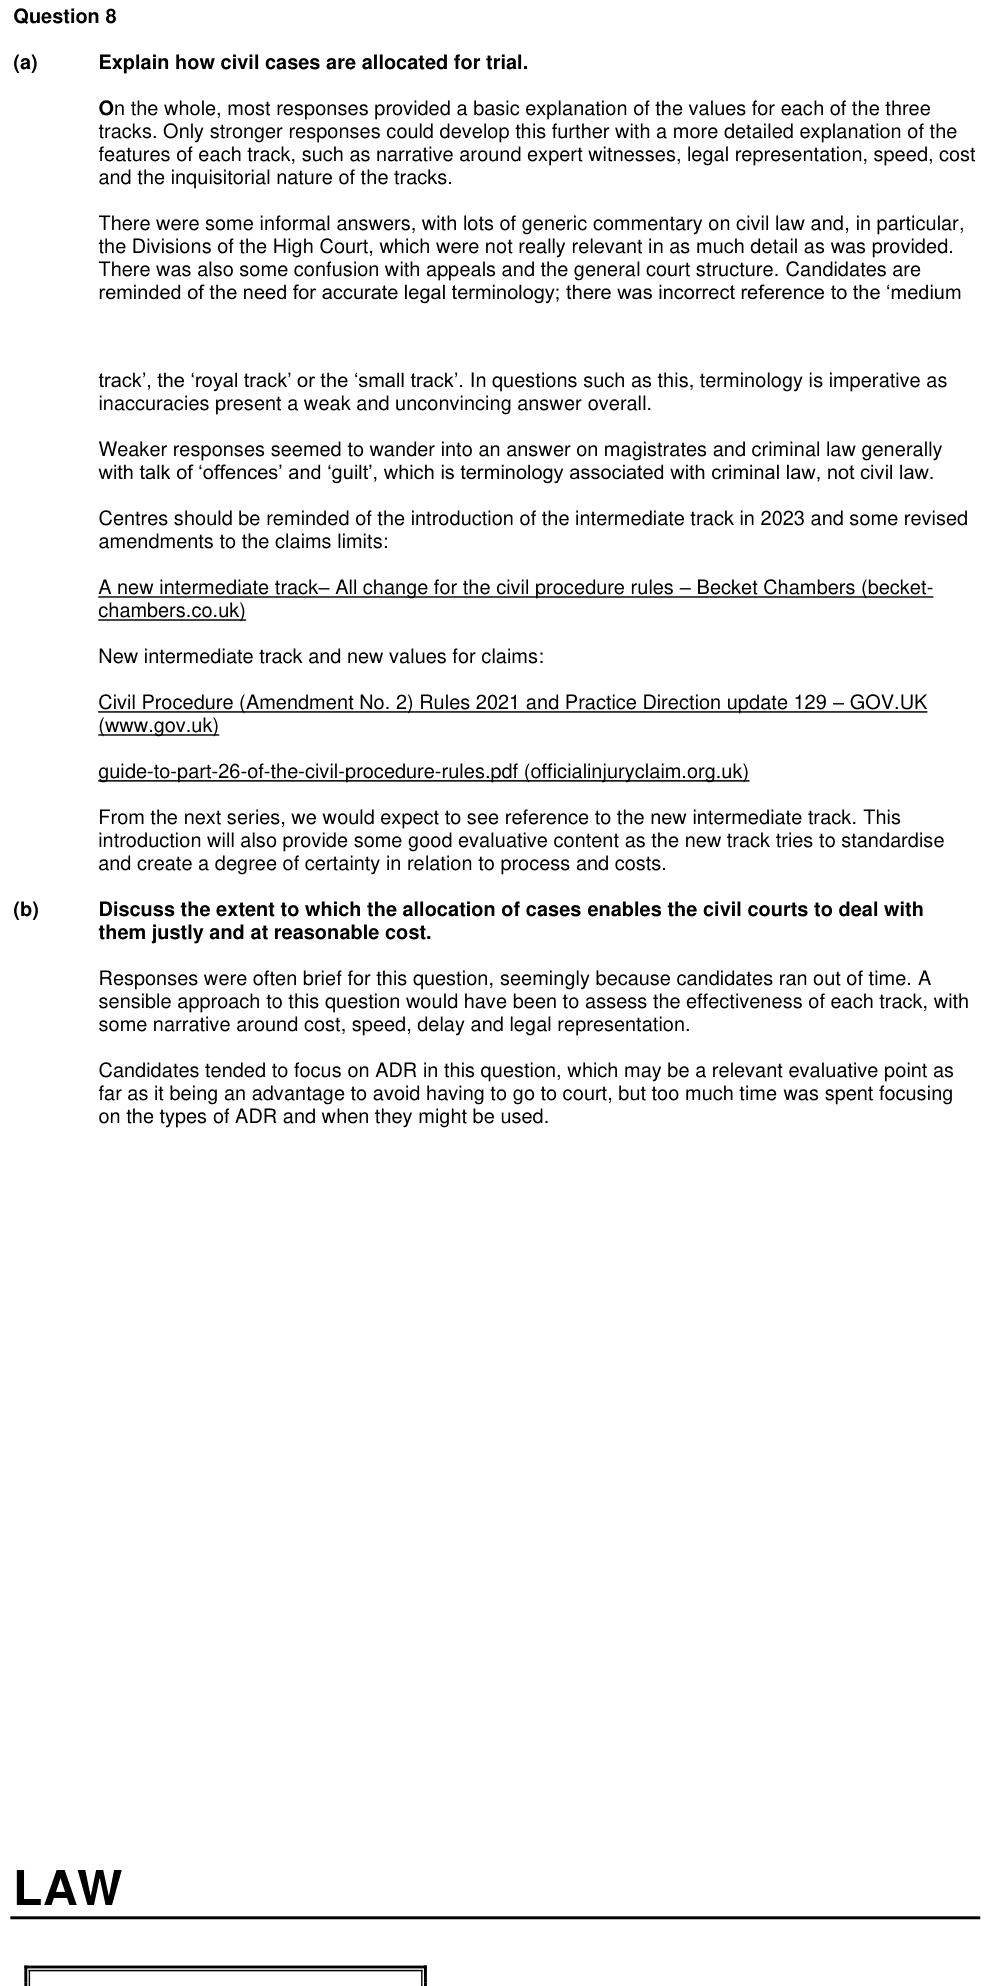 Question 8
(a) Explain how civil cases are allocated for trial.
On the whole, most responses provided a basic explanation of the values for each of the three
tracks. Only stronger responses could develop this further with a more detailed explanation of the
features of each track, such as narrative around expert witnesses, legal representation, speed, cost
and the inquisitorial nature of the tracks.
There were some informal answers, with lots of generic commentary on civil law and, in particular,
the Divisions of the High Court, which were not really relevant in as much detail as was provided.
There was also some confusion with appeals and the general court structure. Candidates are
reminded of the need for accurate legal terminology; there was incorrect reference to the ‘medium
track’, the ‘royal track’ or the ‘small track’. In questions such as this, terminology is imperative as
inaccuracies present a weak and unconvincing answer overall.
Weaker responses seemed to wander into an answer on magistrates and criminal law generally
with talk of ‘offences’ and ‘guilt’, which is terminology associated with criminal law, not civil law.
Centres should be reminded of the introduction of the intermediate track in 2023 and some revised
amendments to the claims limits:
A new intermediate track– All change for the civil procedure rules – Becket Chambers (becket-
chambers.co.uk)
New intermediate track and new values for claims:
Civil Procedure (Amendment No. 2) Rules 2021 and Practice Direction update 129 – GOV.UK
(www.gov.uk)
guide-to-part-26-of-the-civil-procedure-rules.pdf (officialinjuryclaim.org.uk)
From the next series, we would expect to see reference to the new intermediate track. This
introduction will also provide some good evaluative content as the new track tries to standardise
and create a degree of certainty in relation to process and costs.
(b) Discuss the extent to which the allocation of cases enables the civil courts to deal with
them justly and at reasonable cost.
Responses were often brief for this question, seemingly because candidates ran out of time. A
sensible approach to this question would have been to assess the effectiveness of each track, with
some narrative around cost, speed, delay and legal representation.
Candidates tended to focus on ADR in this question, which may be a relevant evaluative point as
far as it being an advantage to avoid having to go to court, but too much time was spent focusing
on the types of ADR and when they might be used.
LAW